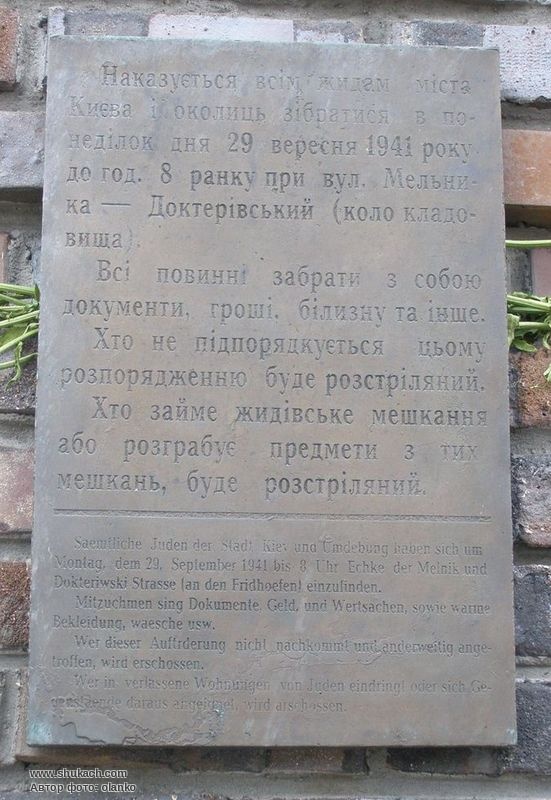 Наказується всім жидам міста
Києва і околиць зібратися в по-
неділок дня 29 вересня 1941 року
до год. 8 ранку при вул. Мельни-
ка — Доктерівський (коло кладо-
вища).
Всі повинні забрати з собою
документи, гроші, білизну та інше.
Хто не підпорядкується цьому
розпорядженню буде розстріляний.
Хто займе жидівське мешкання
або розграбує предмети з тих
мешкань, буде розстріляний.
Saemtliche Juden der Stadt Kiev und Umdebung haben sich um
Montag, dem 29. September 1941 bis 8 Uhr Echke der Melnik und
Dokteriwski Strasse (an den Fridhoefen) einzufinden.
Mitzuchmen sing Dokumente, Geld, und Wertsachen, sowie warme
Bekleidung, waesche usw.
Wer dieser Auftrderung nicht nachkommt und anderweitig ange-
troffen, wird erschossen.
Wer in verlassene Wohnungen von Juden eindringt oder sich Ge-
genstaende daraus angeignet, wird arschossen.
www.shukach.com
Автор фото: olanko